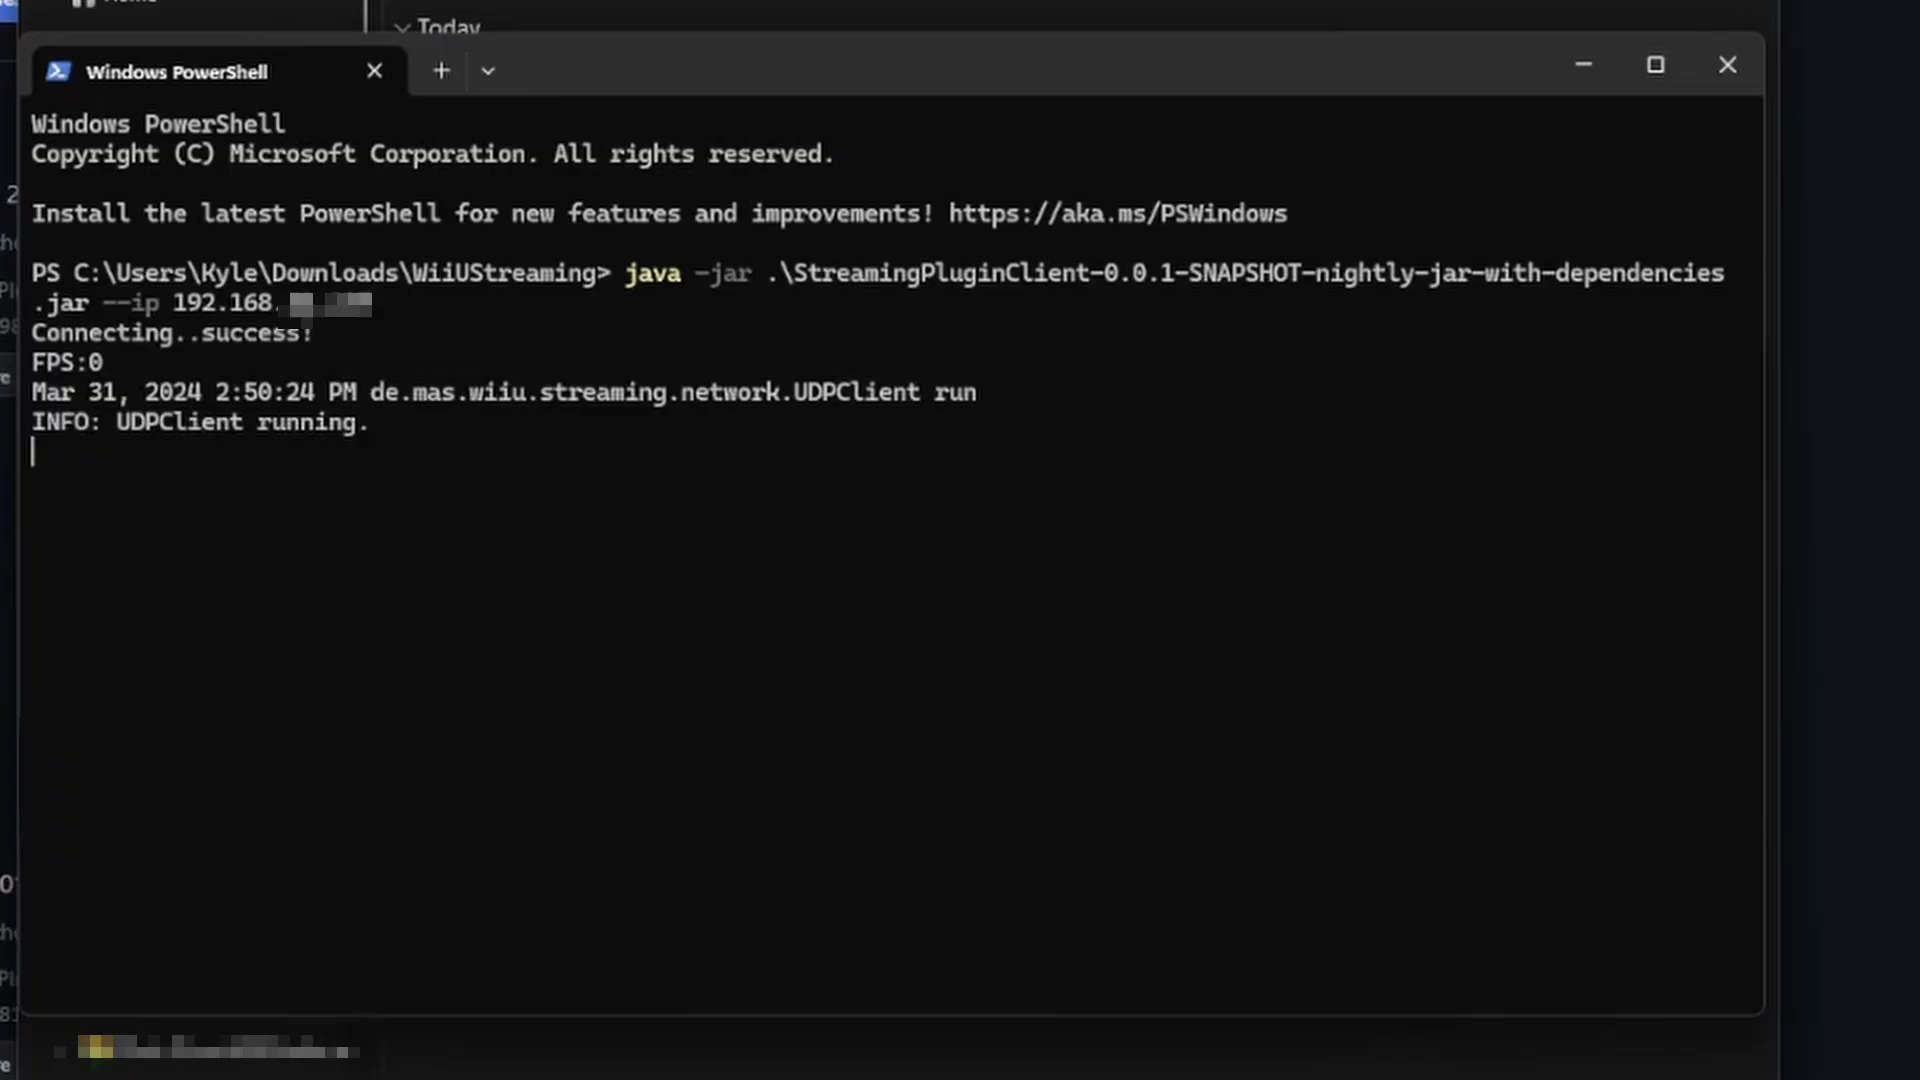 Today
Windows PowerShell
Windows PowerShell
Copyright (C) Microsoft Corporation. All rights reserved.
Install the latest PowerShell for new features and improvements! https://aka.ms/PSWindows
PS C:\Users\Kyle\Downloads\WiiUStreaming> java -jar .\StreamingPluginClient-0.0.1-SNAPSHOT-nightly-jar-with-dependencies
.jar --ip 192.168.
Connecting..success!
FPS:0
Mar 31, 2024 2:50:24 PM de.mas.wiiu.streaming.network.UDPClient run
INFO: UDPClient running.